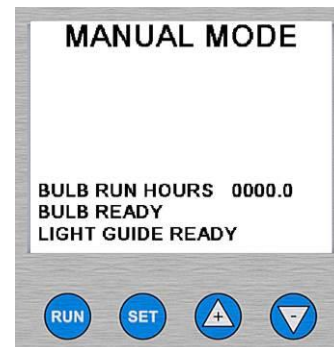 MANUAL MODE
BULB RUN HOURS 0000.0
BULB READY
LIGHT GUIDE READY
RUN SET + -